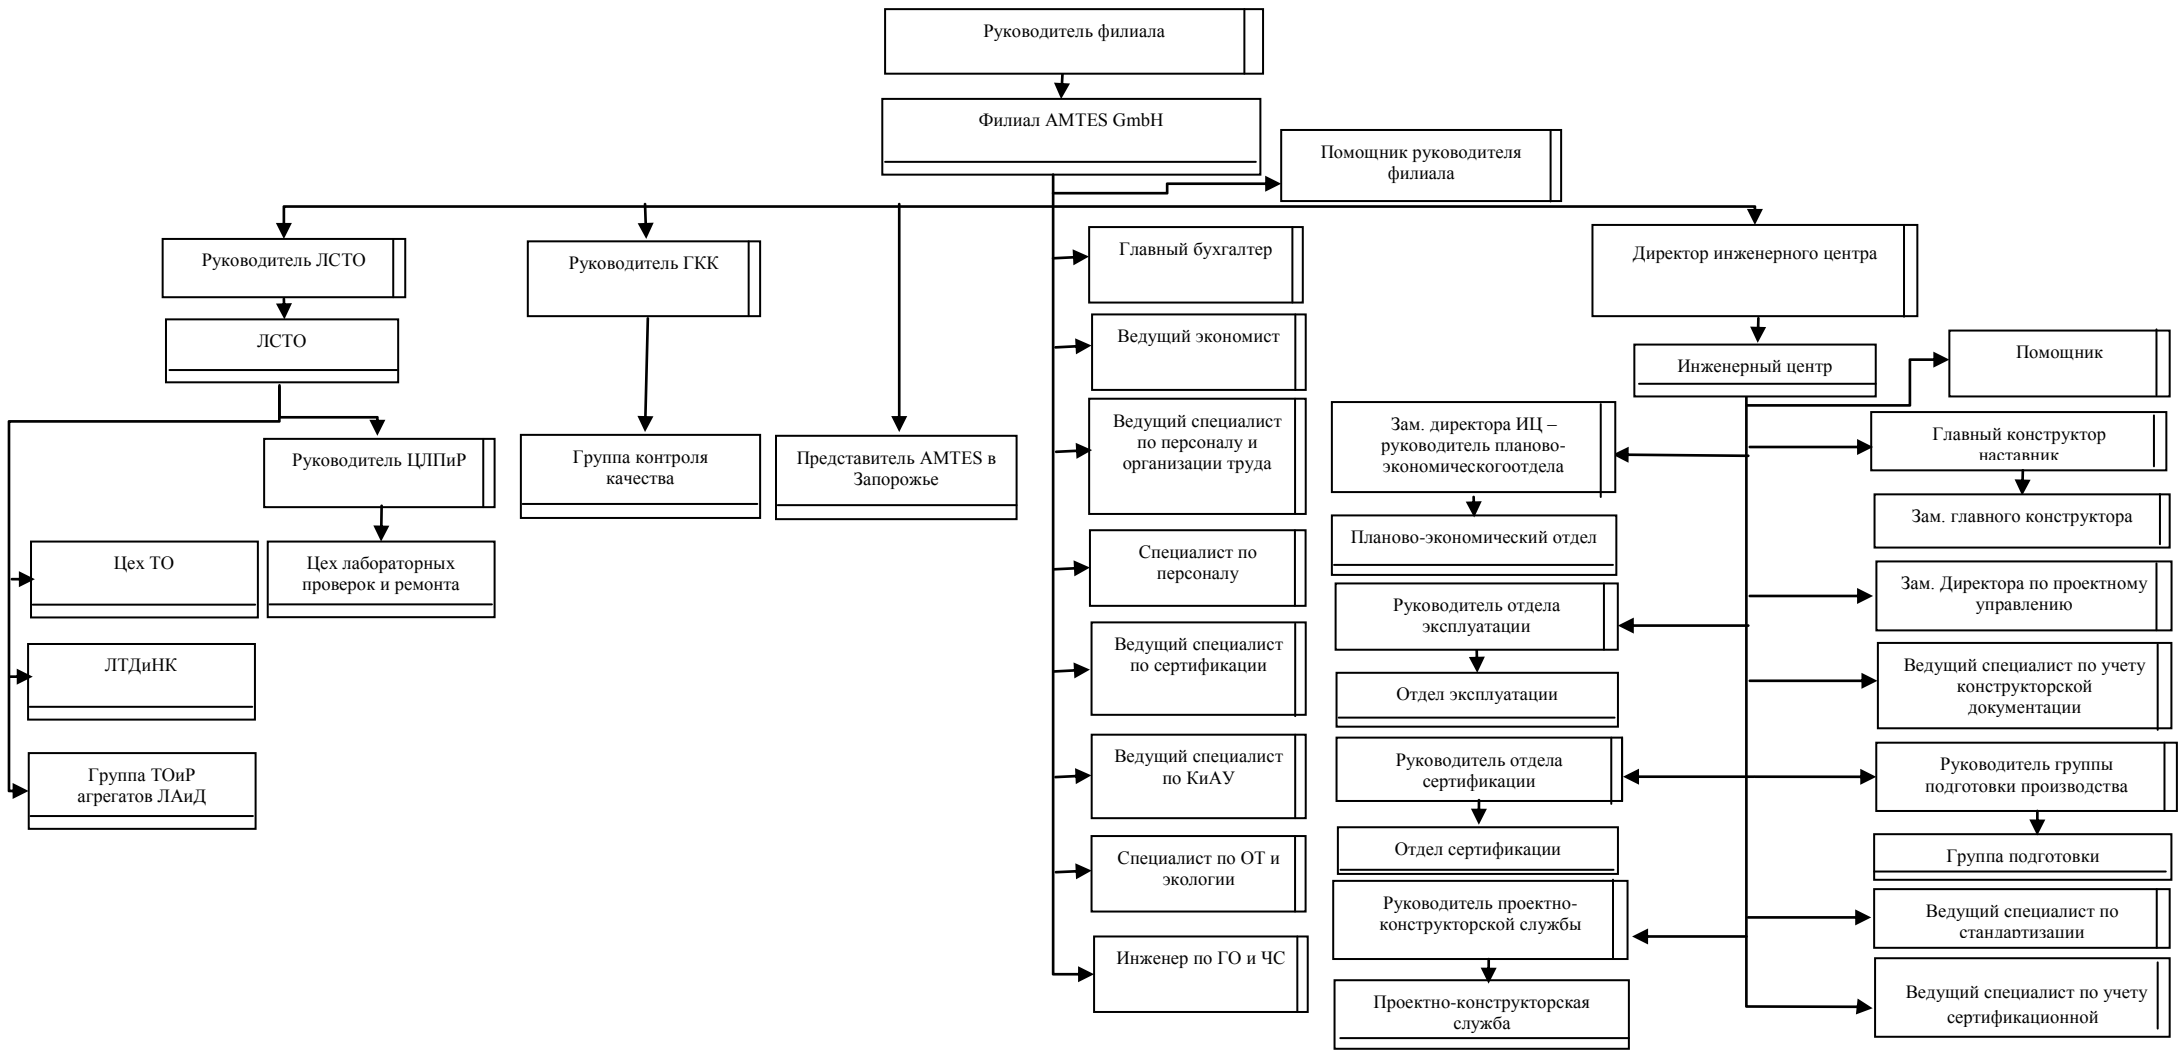 Руководитель филиала
Филиал AMTES GmbH
Помощник руководителя
филиала
Руководитель ЛСТО
ЛСТО
Руководитель ЦЛПиР
Цех ТО
Цех лабораторных
проверок и ремонта
ЛТДиНК
Группа ТОиР
агрегатов ЛАиД
Руководитель ГКК
Группа контроля
качества
Представитель AMTES в
Запорожье
Главный бухгалтер
Ведущий экономист
Ведущий специалист
по персоналу и
организации труда
Специалист по
персоналу
Ведущий специалист
по сертификации
Ведущий специалист
по КиАУ
Специалист по ОТ и
экологии
Инженер по ГО и ЧС
Директор инженерного центра
Инженерный центр
Помощник
Зам. директора ИЦ –
руководитель планово-
экономическогоотдела
Планово-экономический отдел
Руководитель отдела
эксплуатации
Отдел эксплуатации
Руководитель отдела
сертификации
Отдел сертификации
Руководитель проектно-
конструкторской службы
Проектно-конструкторская
служба
Главный конструктор
наставник
Зам. главного конструктора
Зам. Директора по проектному
управлению
Ведущий специалист по учету
конструкторской
документации
Руководитель группы
подготовки производства
Группа подготовки
Ведущий специалист по
стандартизации
Ведущий специалист по учету
сертификационной